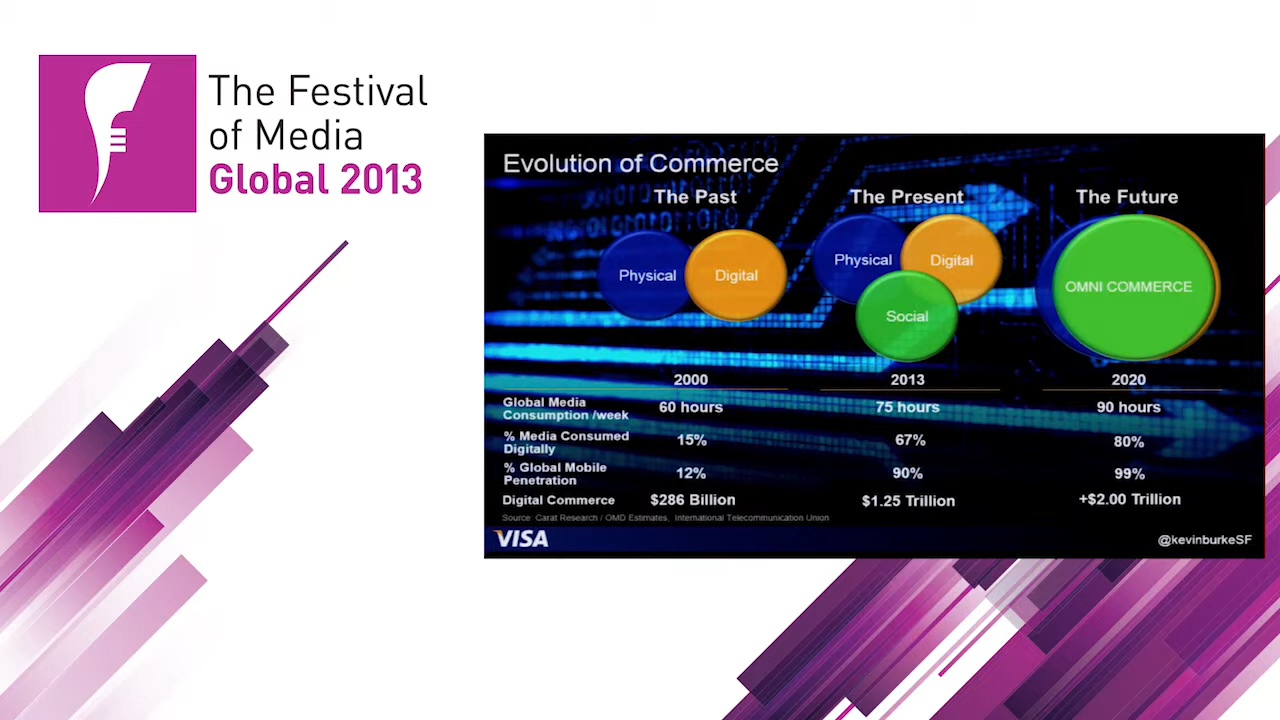 The Festival
of Media
Global 2013
Evolution of Commerce
The Past
The Present
The Future
Physical
Digital
Physical
Digital
Social
OMNI COMMERCE
2000
2013
2020
Global Media
Consumption /week
60 hours
75 hours
90 hours
% Media Consumed
Digitally
15%
67%
80%
% Global Mobile
Penetration
12%
90%
99%
Digital Commerce
$286 Billion
$1.25 Trillion
+$2.00 Trillion
Source: Carat Research / OMD Estimates, International Telecommunication Union
VISA
@kevinburkeSF